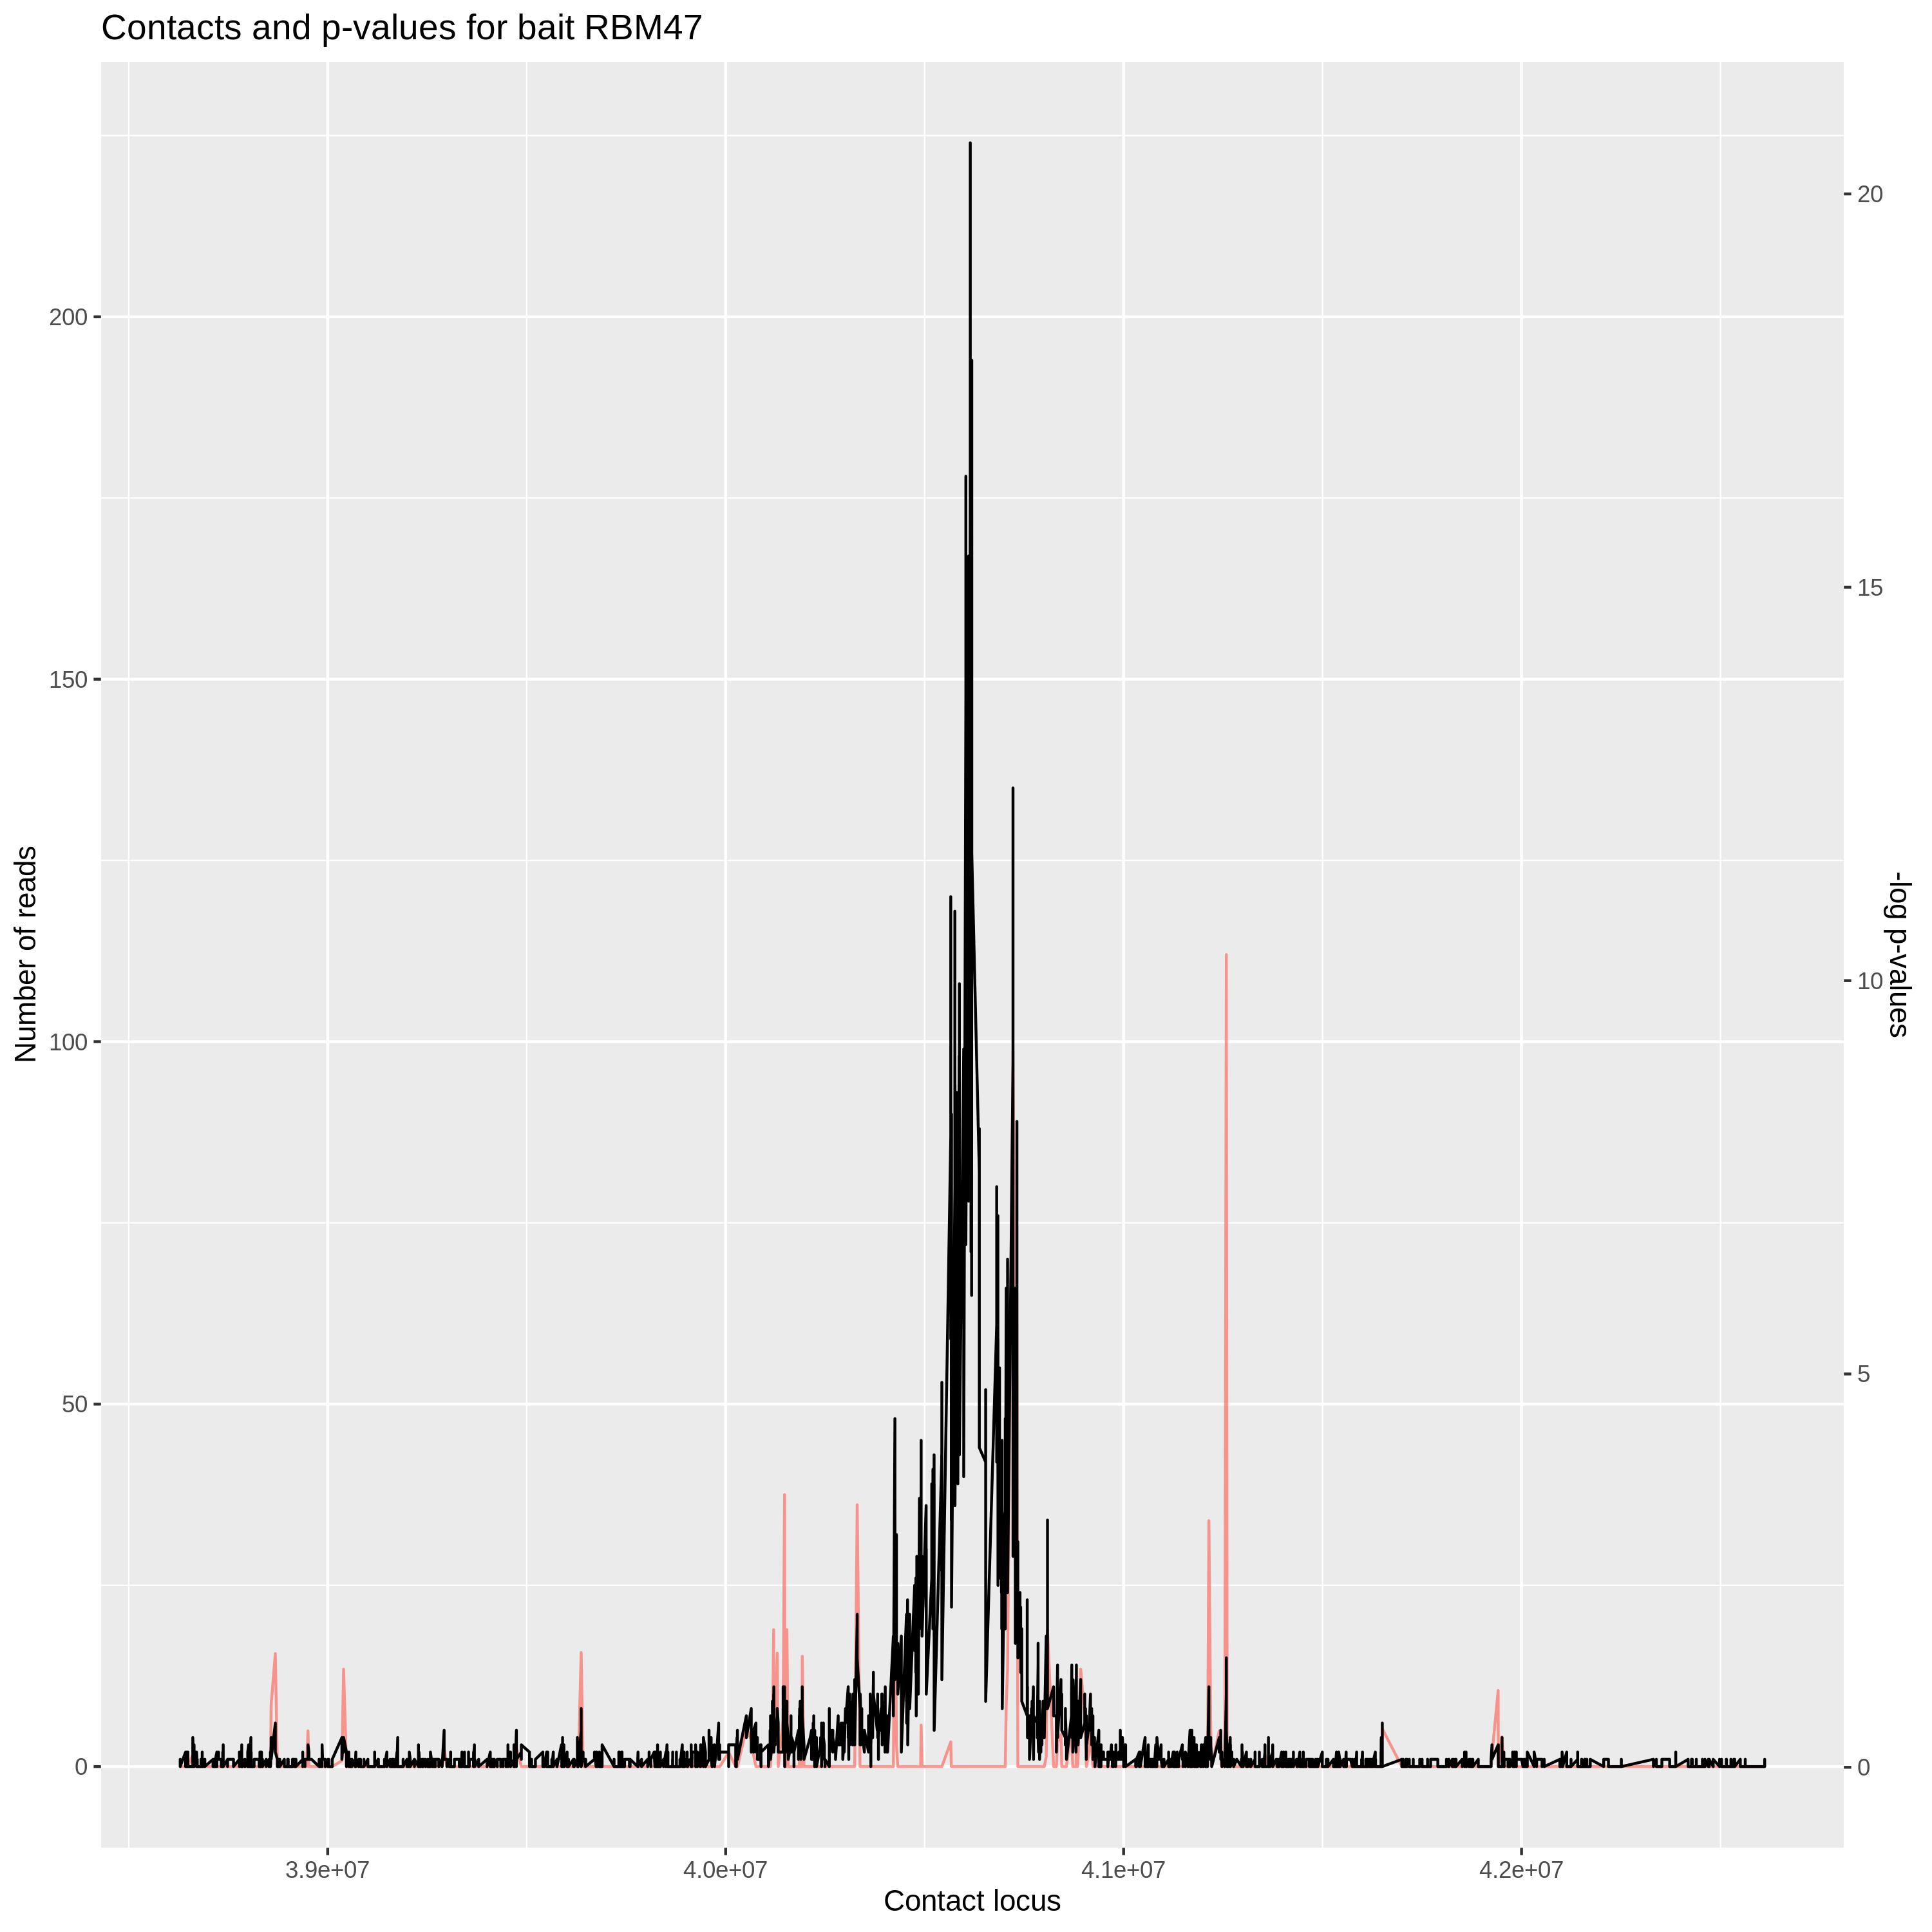 Contacts and p-values for bait RBM47
Number of reads
200
150
100
50
0
20
15
10
5
0
-log p-values
3.9e+07
4.0e+07
4.1e+07
4.2e+07
Contact locus